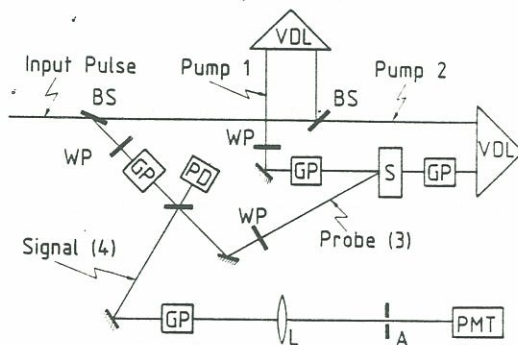 VDL
Input Pulse
Pump 1
Pump 2
BS
BS
WP
WP
GP
PD
GP
S
GP
VDL
WP
Signal (4)
Probe (3)
GP
L
A
PMT